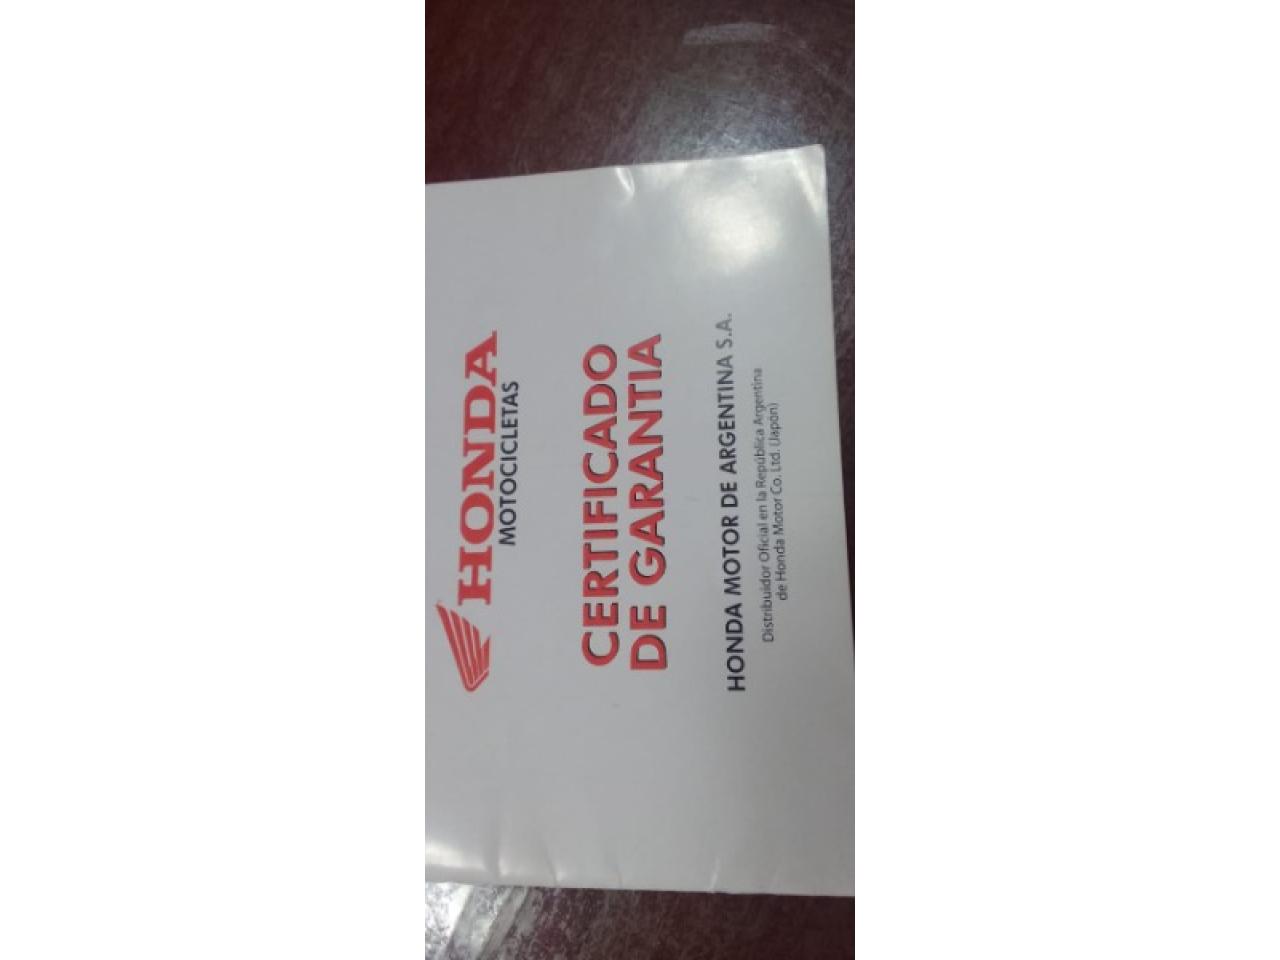 HONDA
MOTOCICLETAS
CERTIFICADO
DE GARANTIA
HONDA MOTOR DE ARGENTINA S.A.
Distribuidor Oficial en la República Argentina
de Honda Motor Co. Ltd. (Japón)